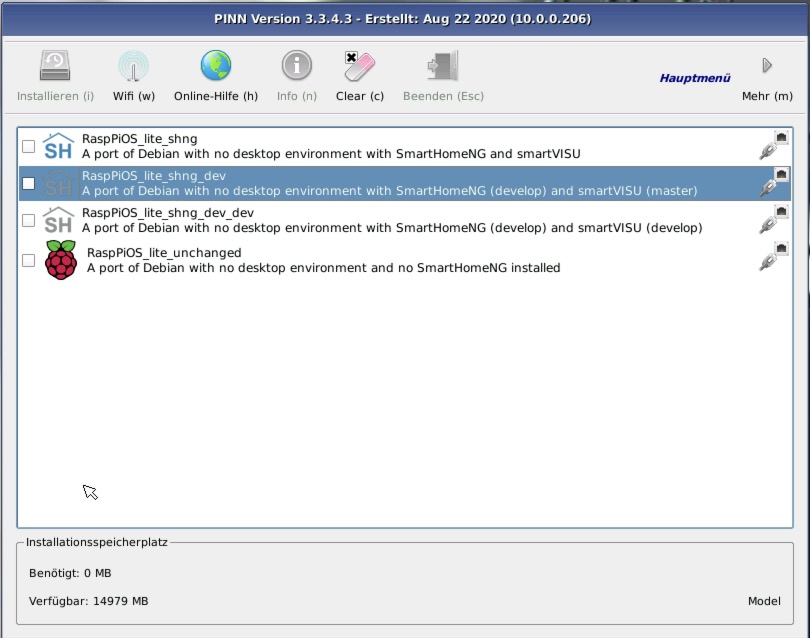 PINN Version 3.3.4.3 - Erstellt: Aug 22 2020 (10.0.0.206)
Installieren (i)
Wifi (w)
Online-Hilfe (h)
Info (n)
Clear (c)
Beenden (Esc)
Hauptmenü
Mehr (m)
SH
RaspPiOS_lite_shng
A port of Debian with no desktop environment with SmartHomeNG and smartVISU
SH
RaspPiOS_lite_shng_dev
A port of Debian with no desktop environment with SmartHomeNG (develop) and smartVISU (master)
SH
RaspPiOS_lite_shng_dev_dev
A port of Debian with no desktop environment with SmartHomeNG (develop) and smartVISU (develop)
RaspPiOS_lite_unchanged
A port of Debian with no desktop environment and no SmartHomeNG installed
Installationsspeicherplatz
Benötigt: 0 MB
Verfügbar: 14979 MB
Model